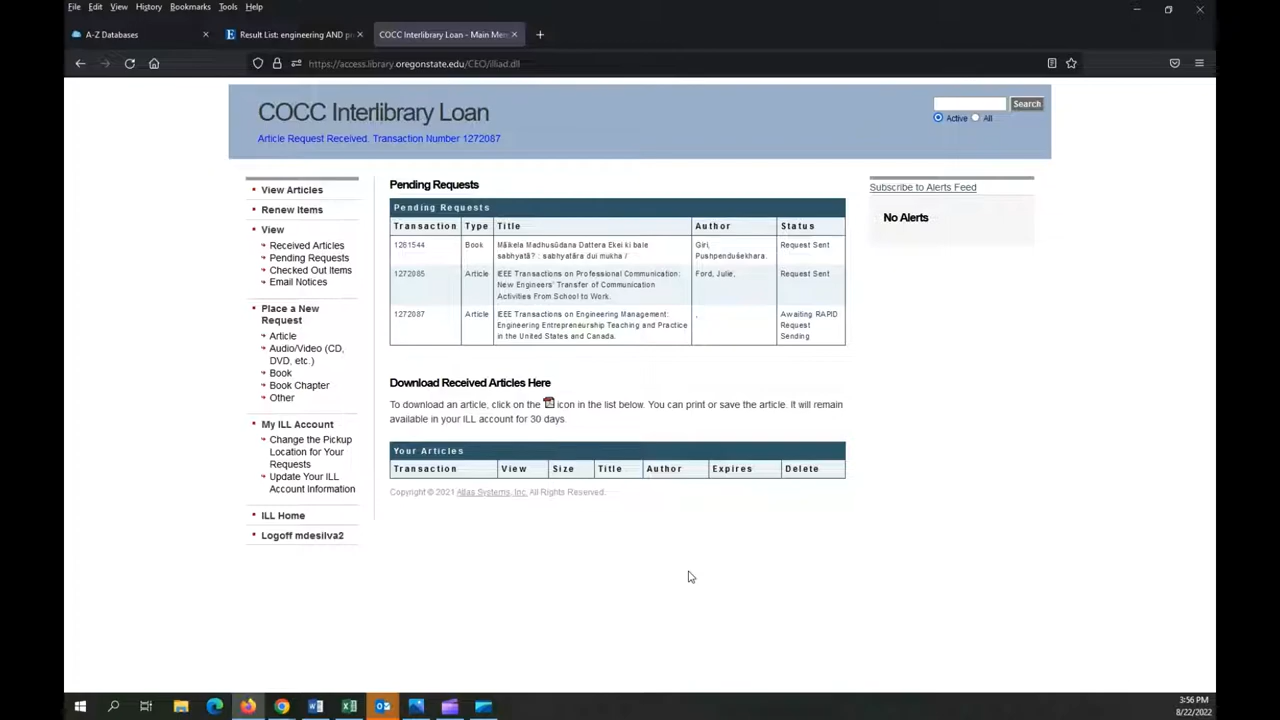 File Edit View History Bookmarks Tools Help
A-Z Databases
Result List: engineering AND pr
COCC Interlibrary Loan - Main Men
https://access.library.oregonstate.edu/CEO/illiad.dll
COCC Interlibrary Loan
Article Request Received. Transaction Number 1272087
Search
Active All
View Articles
Renew Items
View
Received Articles
Pending Requests
Checked Out Items
Email Notices
Place a New
Request
Article
Audio/Video (CD,
DVD, etc.)
Book
Book Chapter
Other
My ILL Account
Change the Pickup
Location for Your
Requests
Update Your ILL
Account Information
ILL Home
Logoff mdesilva2
Pending Requests
Pending Requests
Transaction Type Title Author Status
1261544 Book Māikela Madhusūdana Dattera Ekei ki bale Giri, Request Sent
sabhyatā? : sabhyatāra dui mukha / Pushpenduśekhara.
1272085 Article IEEE Transactions on Professional Communication: Ford, Julie, Request Sent
New Engineers' Transfer of Communication
Activities From School to Work.
1272087 Article IEEE Transactions on Engineering Management: , Awaiting RAPID
Engineering Entrepreneurship Teaching and Practice Request
in the United States and Canada. Sending
Download Received Articles Here
To download an article, click on the icon in the list below. You can print or save the article. It will remain
available in your ILL account for 30 days.
Your Articles
Transaction View Size Title Author Expires Delete
Copyright © 2021 Atlas Systems, Inc. All Rights Reserved.
Subscribe to Alerts Feed
No Alerts
3:56 PM
8/22/2022